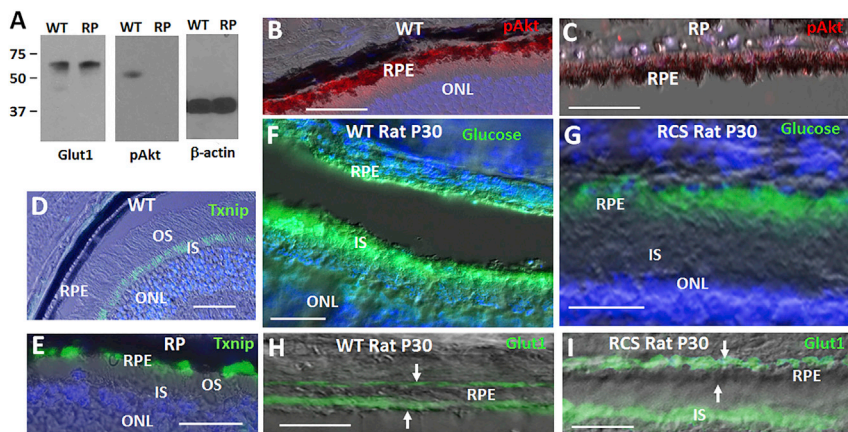 A
WT RP WT RP WT RP
75
50
37
Glut1 pAkt β-actin
B WT pAkt
RPE
ONL
C RP pAkt
RPE
D WT
Txnip
OS
IS
RPE
ONL
E RP Txnip
RPE
OS
IS
ONL
F WT Rat P30
Glucose
RPE
IS
ONL
G RCS Rat P30
Glucose
RPE
IS
ONL
H WT Rat P30 Glut1
RPE
I RCS Rat P30 Glut1
RPE
IS